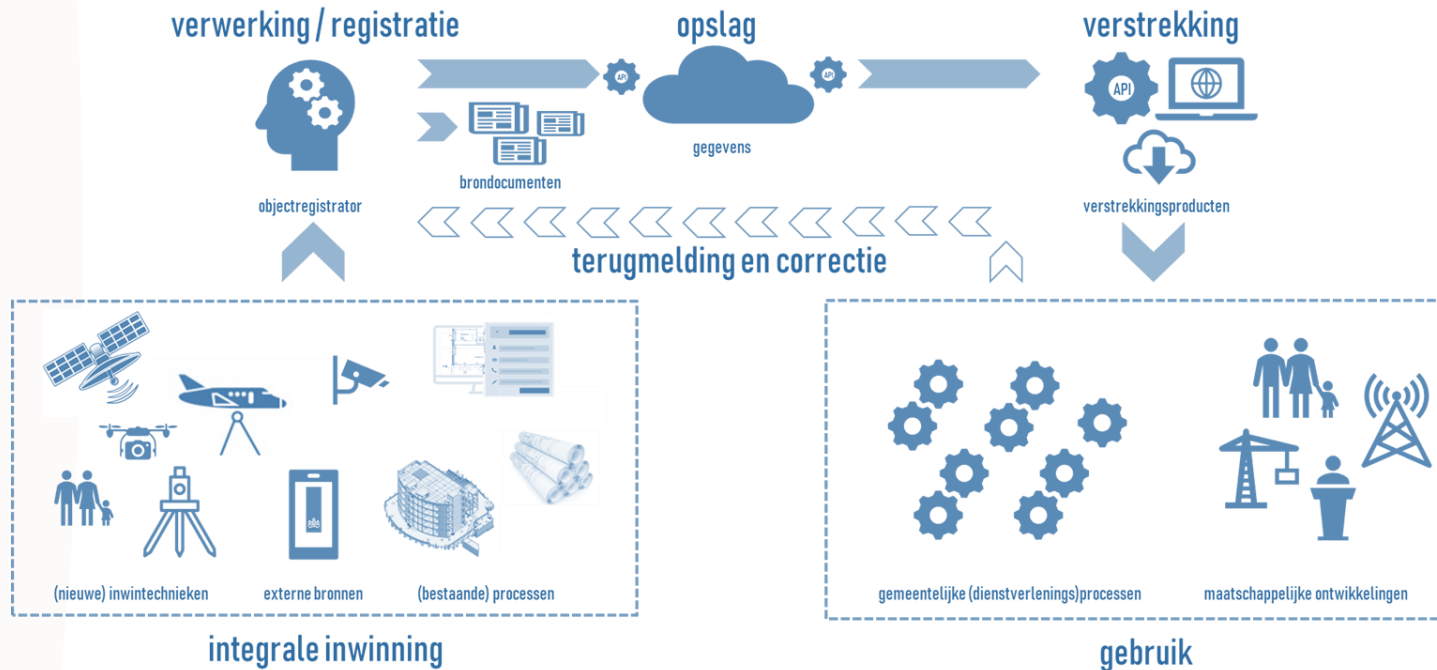 verwerking / registratie
opslag
verstrekking
API
API
API
gegevens
brondocumenten
objectregistrator
verstrekkingsproducten
terugmelding en correctie
(nieuwe) inwintechnieken
externe bronnen
(bestaande) processen
gemeentelijke (dienstverlenings)processen
maatschappelijke ontwikkelingen
integrale inwinning
gebruik